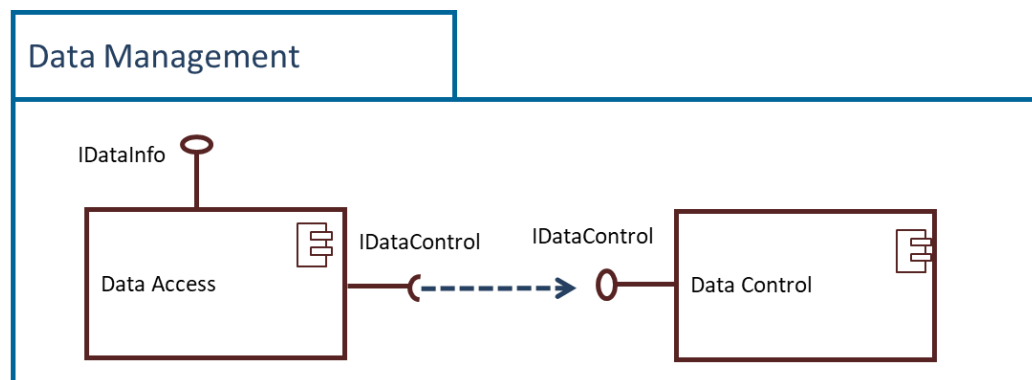 Data Management
IDataInfo
IDataControl
IDataControl
Data Access
Data Control